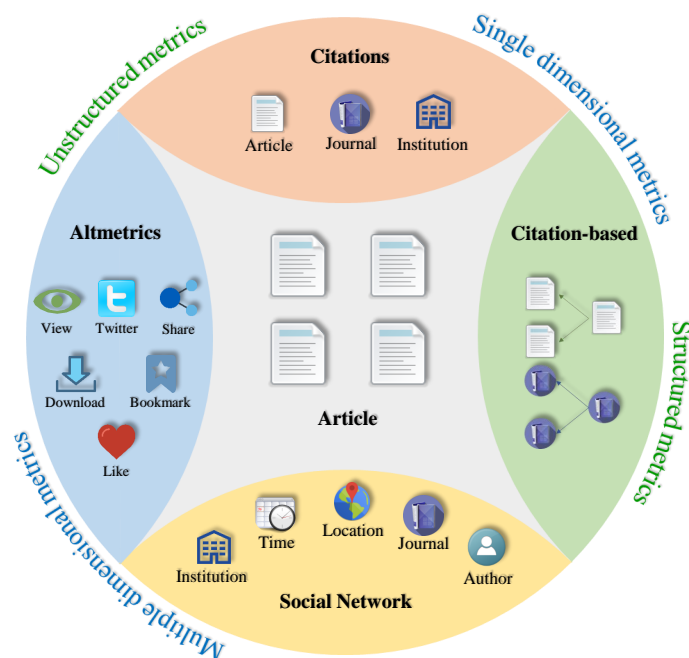 Unstructured metrics
Single dimensional metrics
Citations
Article
Journal
Institution
Altmetrics
View
Twitter
Share
Download
Bookmark
Like
Article
Citation-based
Structured metrics
Multiple dimensional metrics
Institution
Time
Location
Journal
Author
Social Network